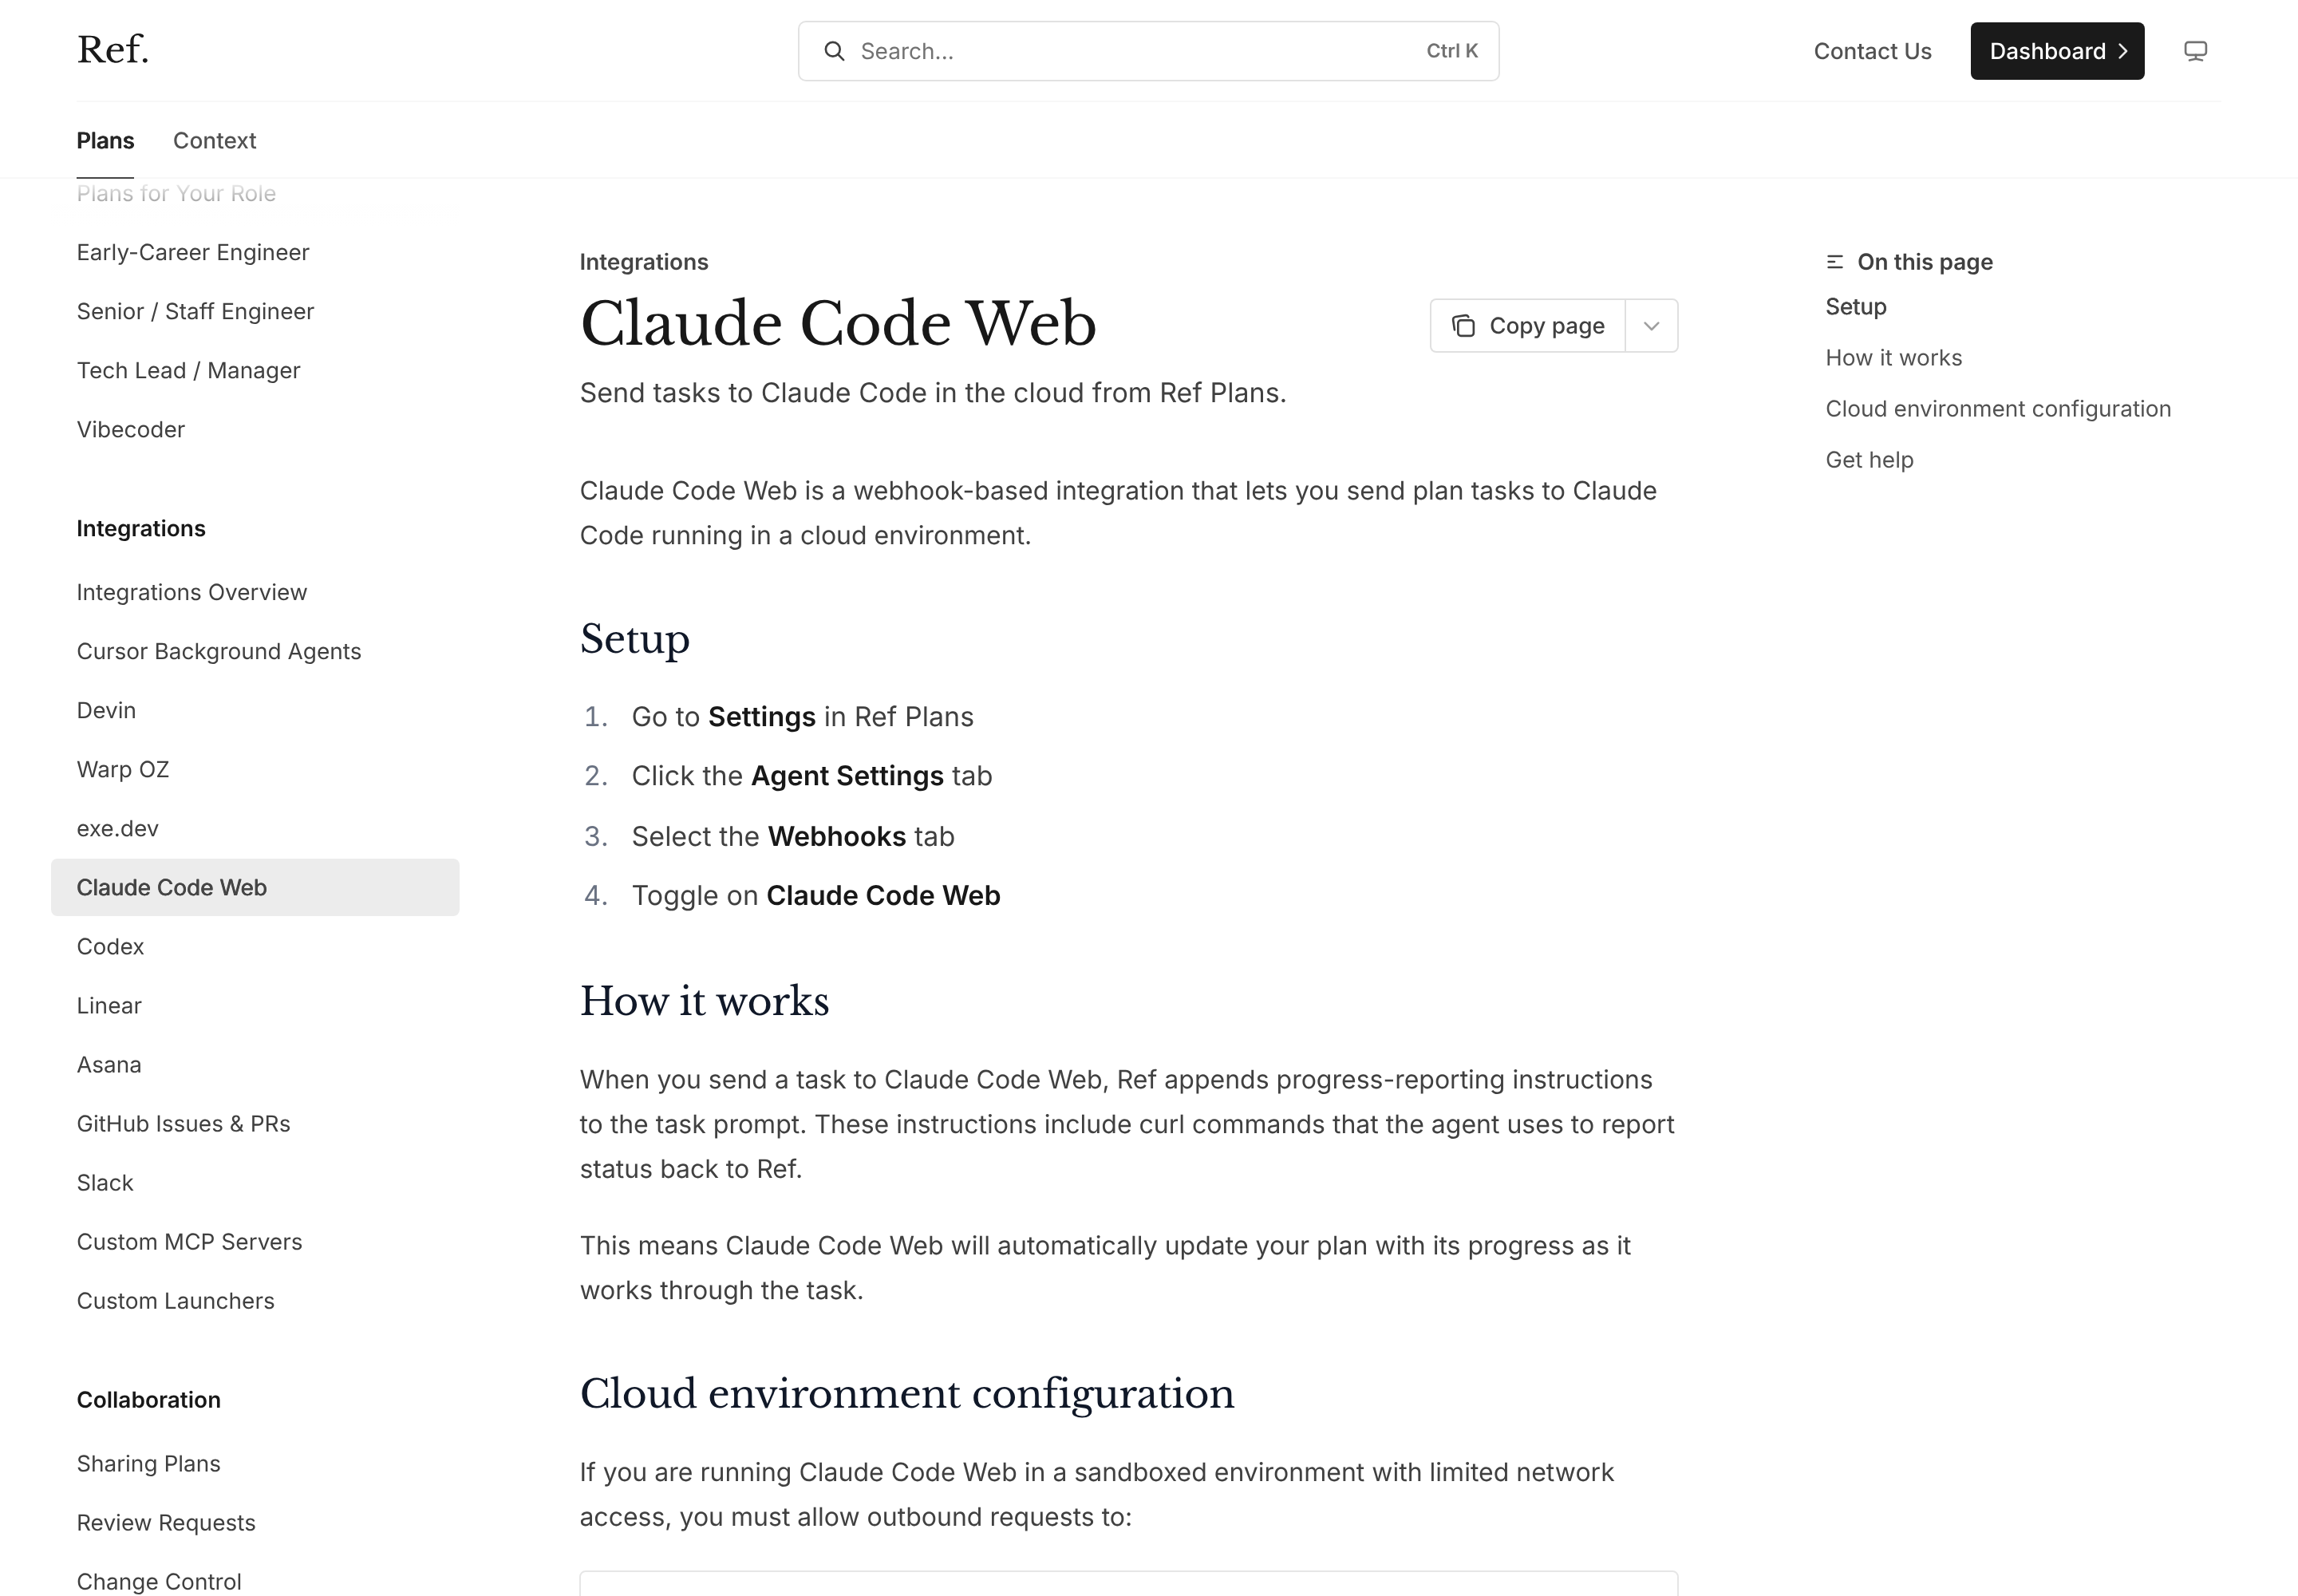 Ref.
Search...
Ctrl K
Contact Us
Dashboard
Plans
Context
Plans for Your Role
Early-Career Engineer
Senior / Staff Engineer
Tech Lead / Manager
Vibecoder
Integrations
Integrations Overview
Cursor Background Agents
Devin
Warp OZ
exe.dev
Claude Code Web
Codex
Linear
Asana
GitHub Issues & PRs
Slack
Custom MCP Servers
Custom Launchers
Collaboration
Sharing Plans
Review Requests
Change Control
Integrations
Claude Code Web
Copy page
Send tasks to Claude Code in the cloud from Ref Plans.
Claude Code Web is a webhook-based integration that lets you send plan tasks to Claude
Code running in a cloud environment.
Setup
1. Go to Settings in Ref Plans
2. Click the Agent Settings tab
3. Select the Webhooks tab
4. Toggle on Claude Code Web
How it works
When you send a task to Claude Code Web, Ref appends progress-reporting instructions
to the task prompt. These instructions include curl commands that the agent uses to report
status back to Ref.
This means Claude Code Web will automatically update your plan with its progress as it
works through the task.
Cloud environment configuration
If you are running Claude Code Web in a sandboxed environment with limited network
access, you must allow outbound requests to:
On this page
Setup
How it works
Cloud environment configuration
Get help